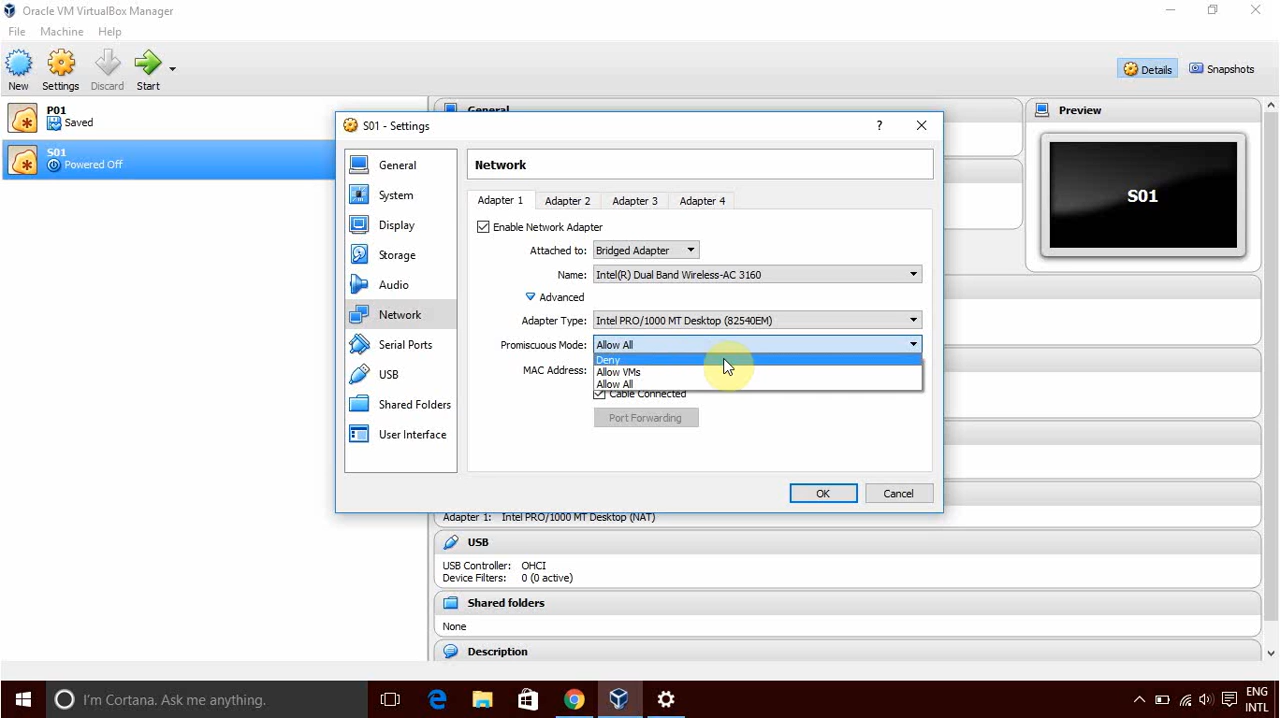 Oracle VM VirtualBox Manager
File Machine Help
New Settings Discard Start Details Snapshots
P01
Saved
S01
Powered Off
General
Preview
S01
S01 - Settings
?
General
System
Display
Storage
Audio
Network
Serial Ports
USB
Shared Folders
User Interface
Network
Adapter 1 Adapter 2 Adapter 3 Adapter 4
Enable Network Adapter
Attached to: Bridged Adapter
Name: Intel(R) Dual Band Wireless-AC 3160
Advanced
Adapter Type: Intel PRO/1000 MT Desktop (82540EM)
Promiscuous Mode: Allow All
Deny
Allow VMs
Allow All
MAC Address:
Cable Connected
Port Forwarding
OK Cancel
Adapter 1: Intel PRO/1000 MT Desktop (NAT)
USB
USB Controller: OHCI
Device Filters: 0 (0 active)
Shared folders
None
Description
I'm Cortana. Ask me anything.
ENG
INTL